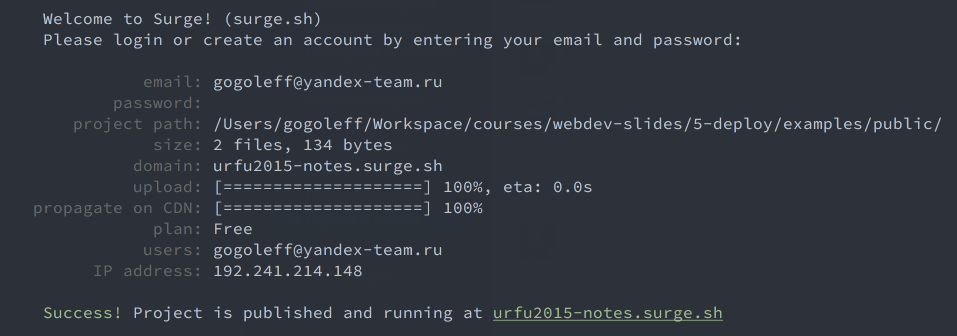 Welcome to Surge! (surge.sh)
Please login or create an account by entering your email and password:
email: gogoleff@yandex-team.ru
password:
project path: /Users/gogoleff/Workspace/courses/webdev-slides/5-deploy/examples/public/
size: 2 files, 134 bytes
domain: urfu2015-notes.surge.sh
upload: [====================] 100%, eta: 0.0s
propagate on CDN: [====================] 100%
plan: Free
users: gogoleff@yandex-team.ru
IP address: 192.241.214.148
Success! Project is published and running at urfu2015-notes.surge.sh